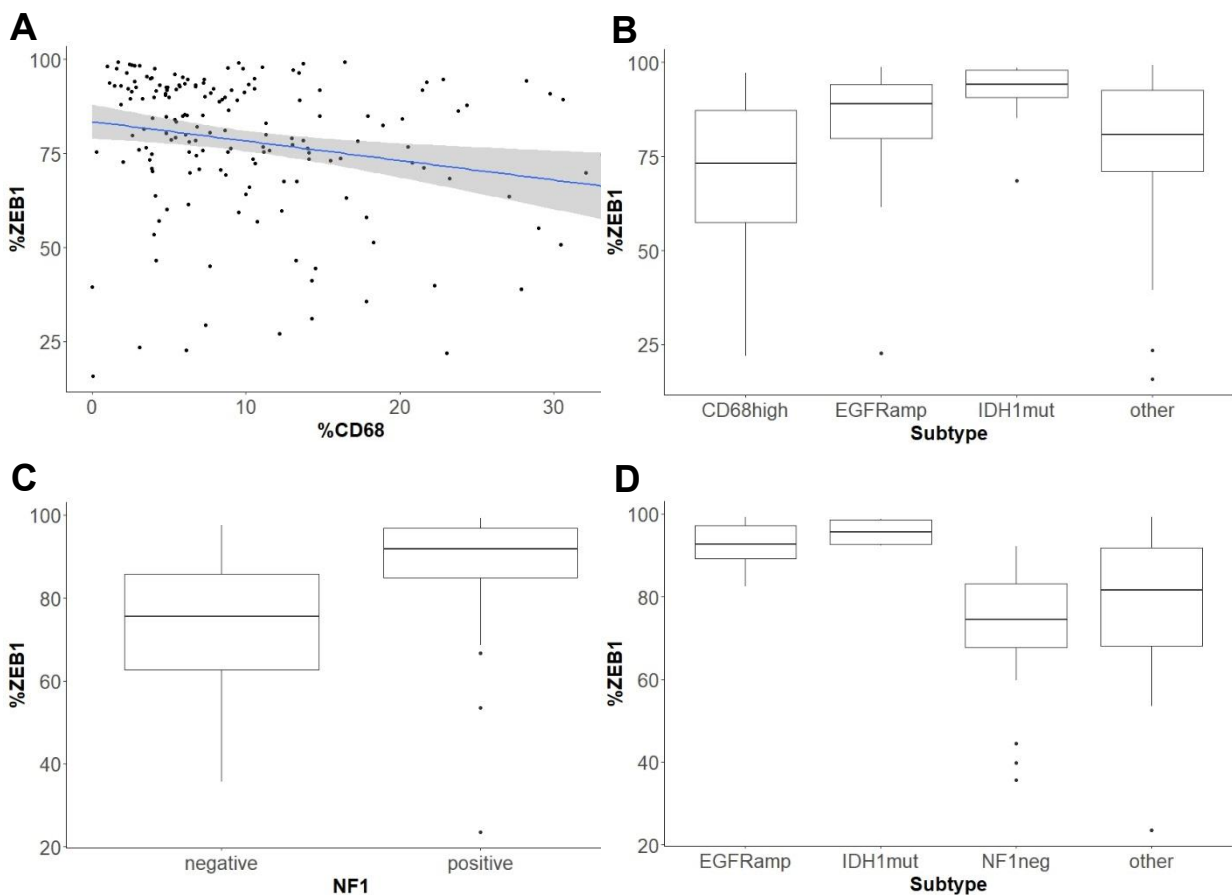 A
100
75
50
25
%ZEB1
0
10
20
30
%CD68
B
100
75
50
25
%ZEB1
CD68high
EGFRamp
IDH1mut
other
Subtype
C
100
80
60
40
20
%ZEB1
negative
positive
NF1
D
100
80
60
40
20
%ZEB1
EGFRamp
IDH1mut
NF1neg
other
Subtype